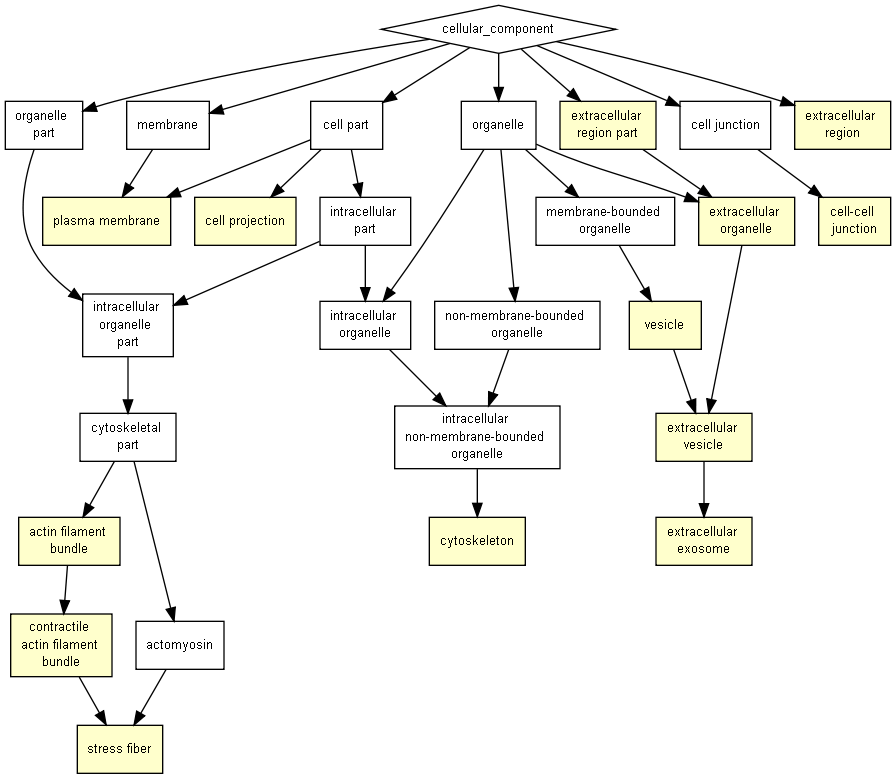 cellular_component
organelle
part
membrane
cell part
organelle
extracellular
region part
cell junction
extracellular
region
plasma membrane
cell projection
intracellular
part
membrane-bounded
organelle
extracellular
organelle
cell-cell
junction
intracellular
organelle
part
intracellular
organelle
non-membrane-bounded
organelle
vesicle
cytoskeletal
part
intracellular
non-membrane-bounded
organelle
extracellular
vesicle
actin filament
bundle
cytoskeleton
extracellular
exosome
contractile
actin filament
bundle
actomyosin
stress fiber